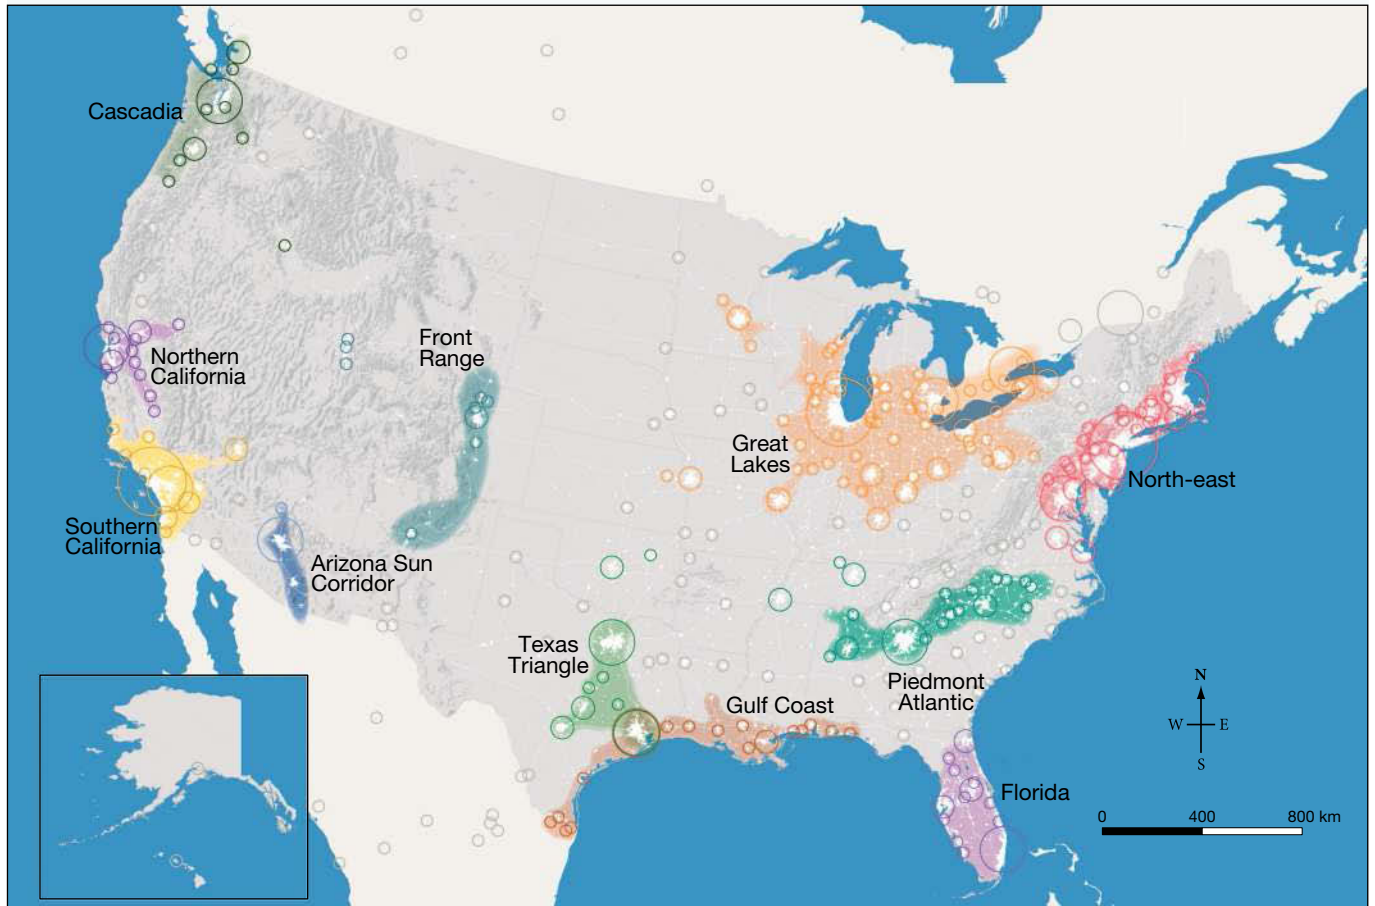 Cascadia
Northern
California
Front
Range
Great
Lakes
North-east
Southern
California
Arizona Sun
Corridor
Texas
Triangle
Gulf Coast
Piedmont
Atlantic
Florida
N
W
E
S
0
400
800 km